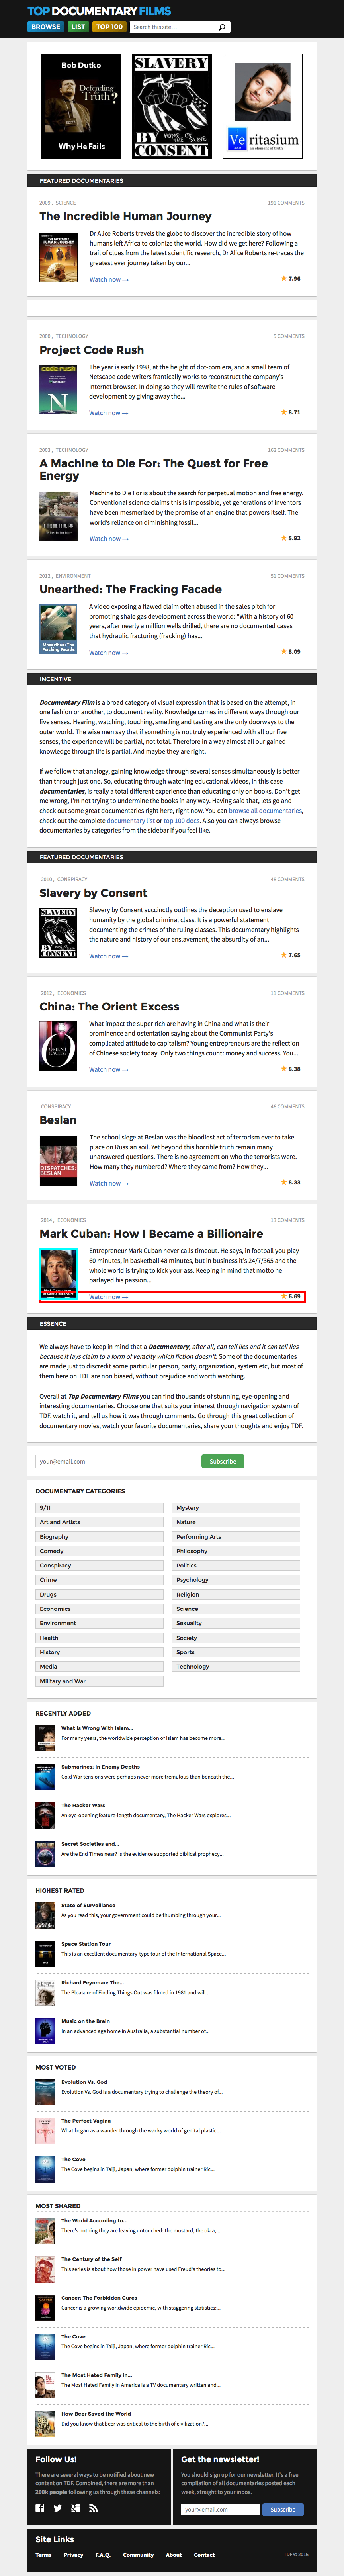 TOP DOCUMENTARY FILMS
BROWSE LIST TOP 100 Search this site....
Bob Dutko
Defending Truth?
Why He Fails
SLAVERY
BY
CONSENT
Ve ritasium
an element of truth
FEATURED DOCUMENTARIES
2009, SCIENCE 191 COMMENTS
The Incredible Human Journey
Dr Alice Roberts travels the globe to discover the incredible story of how
humans left Africa to colonize the world. How did we get here? Following a
trail of clues from the latest scientific research, Dr Alice Roberts re-traces the
greatest ever journey taken by our...
Watch now → 7.96
2000, TECHNOLOGY 5 COMMENTS
Project Code Rush
The year is early 1998, at the height of dot-com era, and a small team of
Netscape code writers frantically works to reconstruct the company's
Internet browser. In doing so they will rewrite the rules of software
development by giving away the...
Watch now → 8.71
2003, TECHNOLOGY 162 COMMENTS
A Machine to Die For: The Quest for Free
Energy
Machine to Die For is about the search for perpetual motion and free energy.
Conventional science claims this is impossible, yet generations of inventors
have been mesmerized by the promise of an engine that powers itself. The
world's reliance on diminishing fossil...
Watch now → 5.92
2012, ENVIRONMENT 51 COMMENTS
Unearthed: The Fracking Facade
A video exposing a flawed claim often abused in the sales pitch for
promoting shale gas development across the world: "With a history of 60
years, after nearly a million wells drilled, there are no documented cases
that hydraulic fracturing (fracking) has...
Unearthed: The
Fracking Facade
Watch now → 8.09
INCENTIVE
Documentary Film is a broad category of visual expression that is based on the attempt, in
one fashion or another, to document reality. Knowledge comes in different ways through our
five senses. Hearing, watching, touching, smelling and tasting are the only doorways to the
outer world. The wise men say that if something is not truly experienced with all our five
senses, the experience will be partial, not total. Therefore in a way almost all our gained
knowledge through life is partial. And maybe they are right.
If we follow that analogy, gaining knowledge through several senses simultaneously is better
than through just one. So, educating through watching educational videos, in this case
documentaries, is really a total different experience than educating only on books. Don't get
me wrong, I'm not trying to undermine the books in any way. Having said that, lets go and
check out some great documentaries right here, right now. You can browse all documentaries,
check out the complete documentary list or top 100 docs. Also you can always browse
documentaries by categories from the sidebar if you feel like.
FEATURED DOCUMENTARIES
2010, CONSPIRACY 48 COMMENTS
Slavery by Consent
Slavery by Consent succinctly outlines the deception used to enslave
humanity by the global criminal class. It is a powerful statement
documenting the crimes of the ruling classes. This documentary highlights
the nature and history of our enslavement, the absurdity of an...
SLAVERY
BY
CONSENT
Watch now → 7.65
2012, ECONOMICS 11 COMMENTS
China: The Orient Excess
What impact the super rich are having in China and what is their
prominence and ostentation saying about the Communist Party's
complicated attitude to capitalism? Young entrepreneurs are the reflection
of Chinese society today. Only two things count: money and success. You...
ORIENT
EXCESS
Watch now → 8.38
CONSPIRACY 46 COMMENTS
Beslan
The school siege at Beslan was the bloodiest act of terrorism ever to take
place on Russian soil. Yet beyond this horrible truth remain many
unanswered questions. There is no agreement on who the terrorists were.
How many they numbered? Where they came from? How they...
DISPATCHES:
BESLAN
Watch now → 8.33
2014, ECONOMICS 13 COMMENTS
Mark Cuban: How I Became a Billionaire
Entrepreneur Mark Cuban never calls timeout. He says, in football you play
60 minutes, in basketball 48 minutes, but in business it's 24/7/365 and the
whole world is trying to kick your ass. Keeping in mind that motto he
parlayed his passion...
Watch now → 6.69
ESSENCE
We always have to keep in mind that a Documentary, after all, can tell lies and it can tell lies
because it lays claim to a form of veracity which fiction doesn't. Some of the documentaries
are made just to discredit some particular person, party, organization, system etc, but most of
them here on TDF are non biased, without prejudice and worth watching.
Overall at Top Documentary Films you can find thousands of stunning, eye-opening and
interesting documentaries. Choose one that suits your interest through navigation system of
TDF, watch it, and tell us how it was through comments. Go through this great collection of
documentary movies, watch your favorite documentaries, share your thoughts and enjoy TDF.
your@email.com Subscribe
DOCUMENTARY CATEGORIES
9/11 Mystery
Art and Artists Nature
Biography Performing Arts
Comedy Philosophy
Conspiracy Politics
Crime Psychology
Drugs Religion
Economics Science
Environment Sexuality
Health Society
History Sports
Media Technology
Military and War
RECENTLY ADDED
What Is Wrong With Islam...
For many years, the worldwide perception of Islam has become more...
Submarines: In Enemy Depths
Cold War tensions were perhaps never more tremulous than beneath the...
The Hacker Wars
An eye-opening feature-length documentary, The Hacker Wars explores...
Secret Societies and...
Are the End Times near? Is the evidence supported biblical prophecy...
HIGHEST RATED
State of Surveillance
As you read this, your government could be thumbing through your...
Space Station Tour
This is an excellent documentary-type tour of the International Space...
Richard Feynman: The...
The Pleasure of Finding Things Out was filmed in 1981 and will...
Music on the Brain
In an advanced age home in Australia, a substantial number of...
MOST VOTED
Evolution Vs. God
Evolution Vs. God is a documentary trying to challenge the theory of...
The Perfect Vagina
What began as a wander through the wacky world of genital plastic...
The Cove
The Cove begins in Taiji, Japan, where former dolphin trainer Ric...
MOST SHARED
The World According to...
There's nothing they are leaving untouched: the mustard, the okra,...
The Century of the Self
This series is about how those in power have used Freud's theories to...
Cancer: The Forbidden Cures
Cancer is a growing worldwide epidemic, with staggering statistics:...
The Cove
The Cove begins in Taiji, Japan, where former dolphin trainer Ric...
The Most Hated Family in...
The Most Hated Family in America is a TV documentary written and...
How Beer Saved the World
Did you know that beer was critical to the birth of civilization?...
Follow Us!
There are several ways to be notified about new
content on TDF. Combined, there are more than
300k people following us through these channels:
Get the newsletter!
You should sign up for our newsletter. It's a free
compilation of all documentaries posted each
week, straight to your inbox.
your@email.com Subscribe
Site Links
Terms Privacy F.A.Q. Community About Contact TDF © 2016